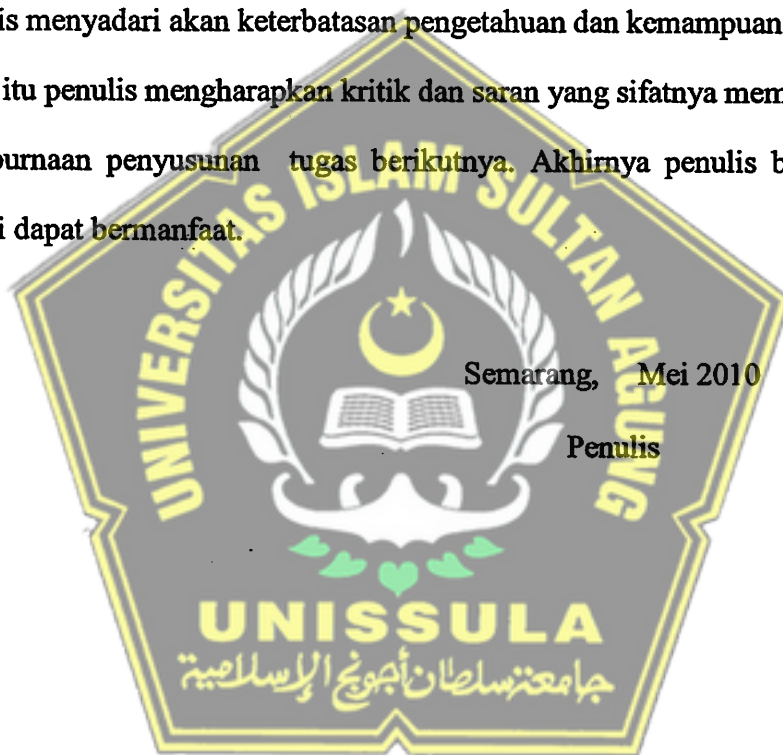 is menyadari akan keterbatasan pengetahuan dan kemampuan
itu penulis mengharapkan kritik dan saran yang sifatnya mem
urnaan penyusunan tugas berikutnya. Akhirnya penulis b
i dapat bermanfaat.
Semarang, Mei 2010
Penulis
UNIVERSITAS ISLAM SULTAN AGUNG
UNISSULA
جامعة سلطان أجونج الإسلامية